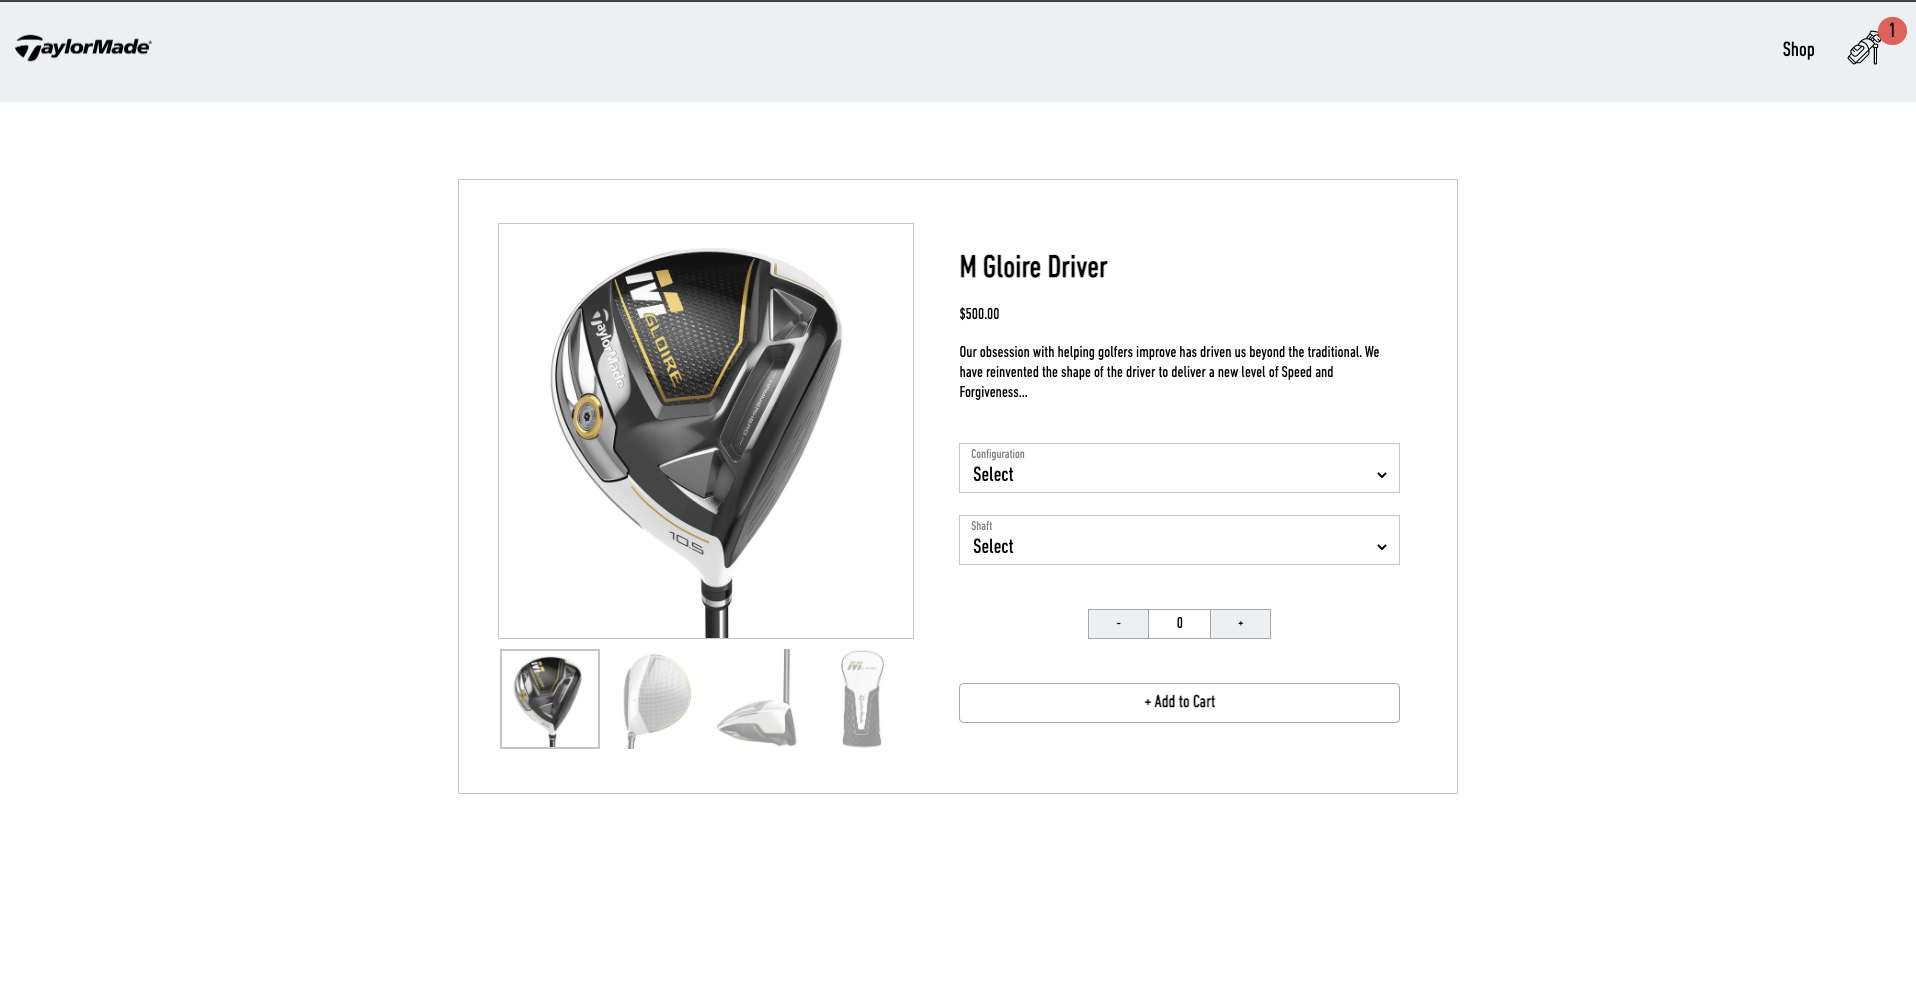 TaylorMade
Shop
1
M
GLOIRE
TaylorMade
10.5
M Gloire Driver
$500.00
Our obsession with helping golfers improve has driven us beyond the traditional. We
have reinvented the shape of the driver to deliver a new level of Speed and
Forgiveness...
Configuration
Select
Shaft
Select
- 0 +
+ Add to Cart